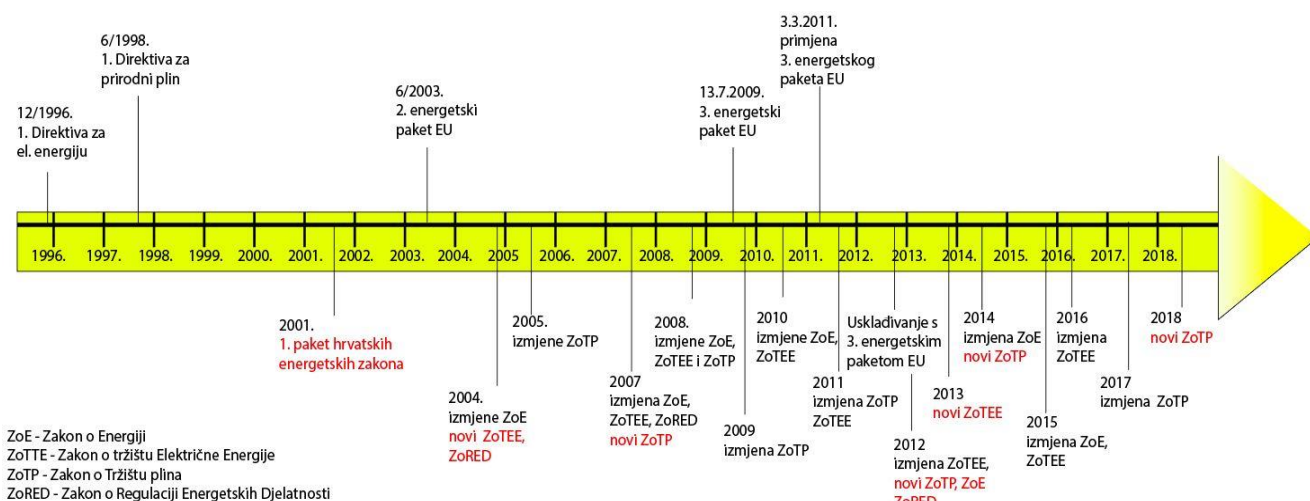 12/1996.
1. Direktiva za
el. energiju
6/1998.
1. Direktiva za
prirodni plin
6/2003.
2. energetski
paket EU
13.7.2009.
3. energetski
paket EU
3.3.2011.
primjena
3. energetskog
paketa EU
1996. 1997. 1998. 1999. 2000. 2001. 2002. 2003. 2004. 2005 2006. 2007. 2008. 2009. 2010. 2011. 2012. 2013. 2014. 2015. 2016. 2017. 2018.
2001.
1. paket hrvatskih
energetskih zakona
2004.
izmjene ZoE
novi ZoTEE,
ZoRED
2005.
izmjene ZoTP
2007
izmjena ZoE,
ZoTEE, ZoRED
novi ZoTP
2008.
izmjene ZoE,
ZoTEE i ZoTP
2009
izmjena ZoTP
2010
izmjene ZoE,
ZoTEE
2011
izmjena ZoTP
ZoTEE
Usklađivanje s
3. energetskim
paketom EU
2012
izmjena ZoTEE,
novi ZoTP, ZoE
ZoRED
2013
novi ZoTEE
2014
izmjena ZoE
novi ZoTP
2015
izmjena ZoE,
ZoTEE
2016
izmjena
ZoTEE
2017
izmjena ZoTP
2018
novi ZoTP
ZoE - Zakon o Energiji
ZoTTE - Zakon o tržištu Električne Energije
ZoTP - Zakon o Tržištu plina
ZoRED - Zakon o Regulaciji Energetskih Djelatnosti